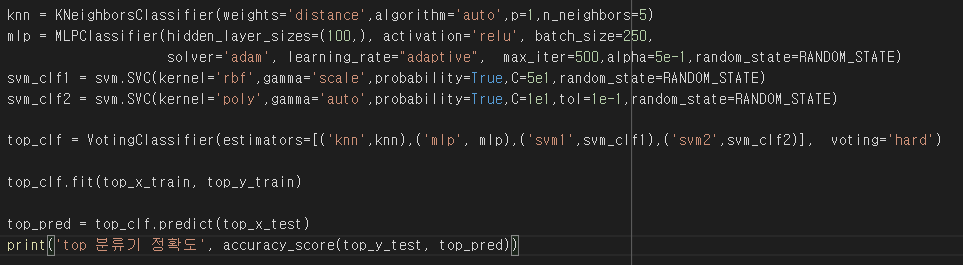 knn = KNeighborsClassifier(weights='distance',algorithm='auto',p=1,n_neighbors=5)
mlp = MLPClassifier(hidden_layer_sizes=(100,), activation='relu', batch_size=250,
solver='adam', learning_rate="adaptive",  max_iter=500,alpha=5e-1,random_state=RANDOM_STATE)
svm_clf1 = svm.SVC(kernel='rbf',gamma='scale',probability=True,C=5e1,random_state=RANDOM_STATE)
svm_clf2 = svm.SVC(kernel='poly',gamma='auto',probability=True,C=1e1,tol=1e-1,random_state=RANDOM_STATE)
top_clf = VotingClassifier(estimators=[('knn',knn),('mlp', mlp),('svm1',svm_clf1),('svm2',svm_clf2)],  voting='hard')
top_clf.fit(top_x_train, top_y_train)
top_pred = top_clf.predict(top_x_test)
print('top 분류기 정확도', accuracy_score(top_y_test, top_pred))